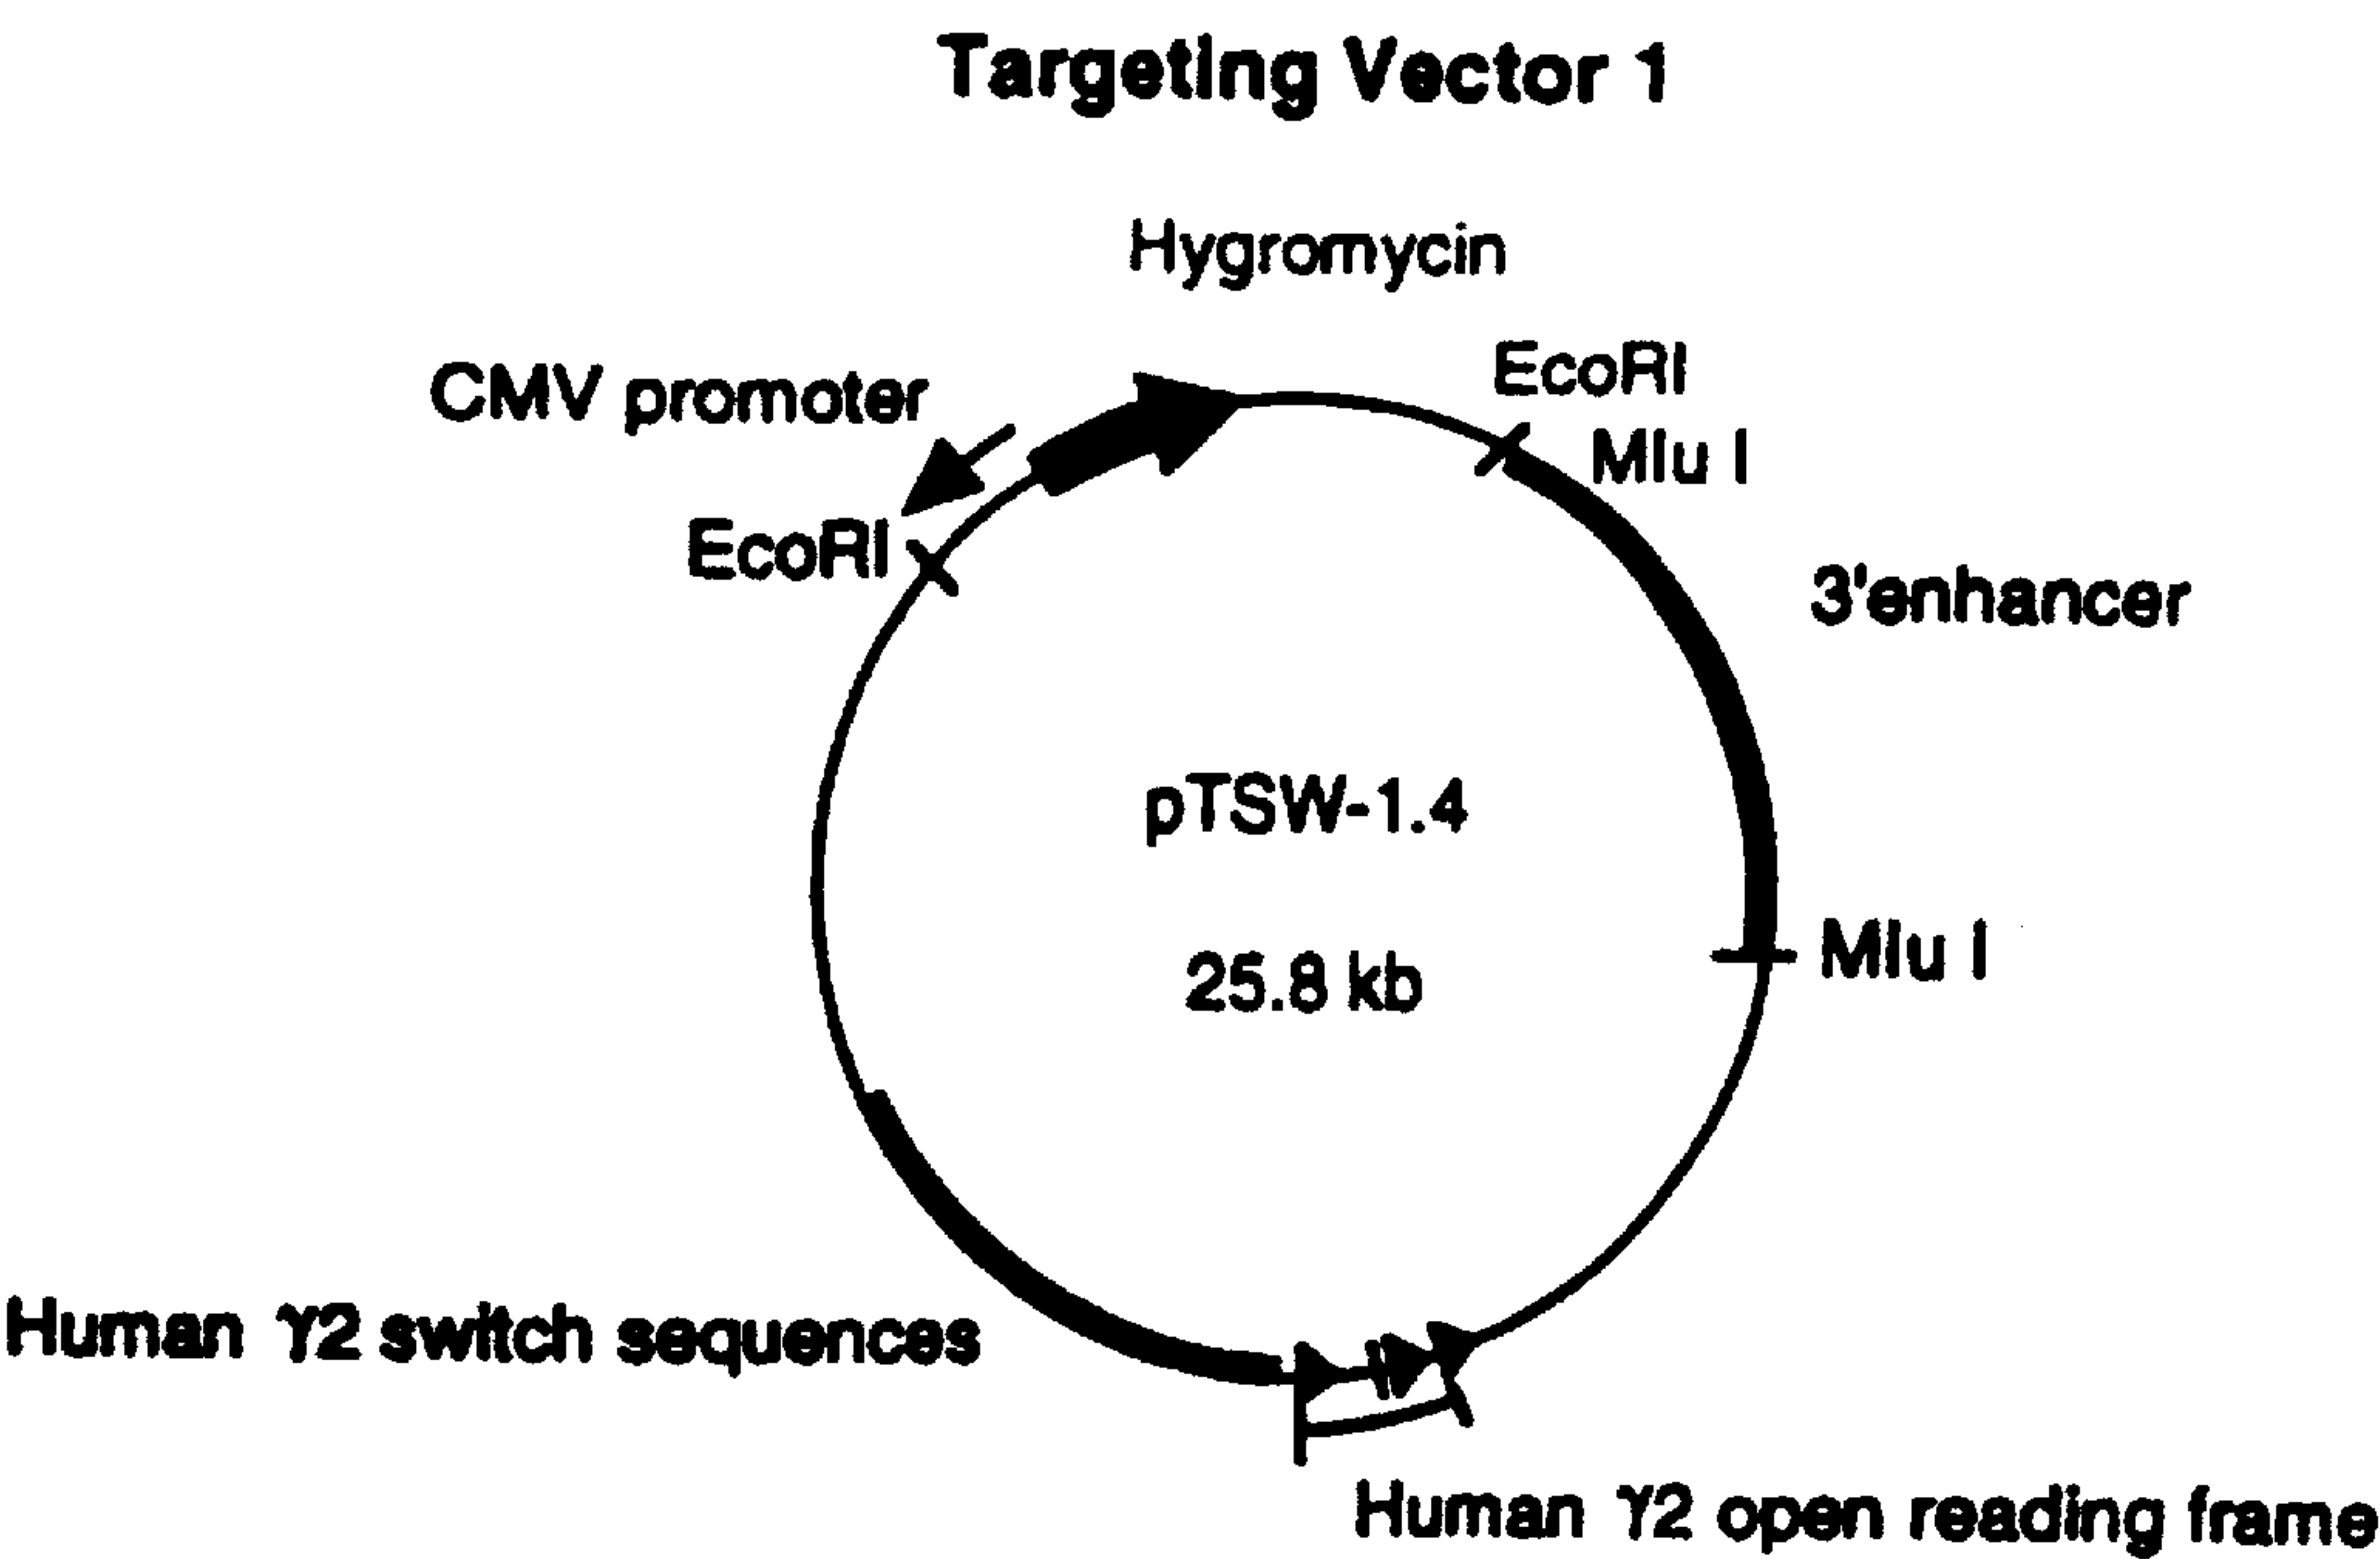 Targeting Vector 1
Hygromycin
CMV promoter
EcoRI
Mlu I
EcoRI
3'enhancer
pTSW-1.4
25.8 kb
Mlu I
Human γ2 switch sequences
Human γ2 open reading frame